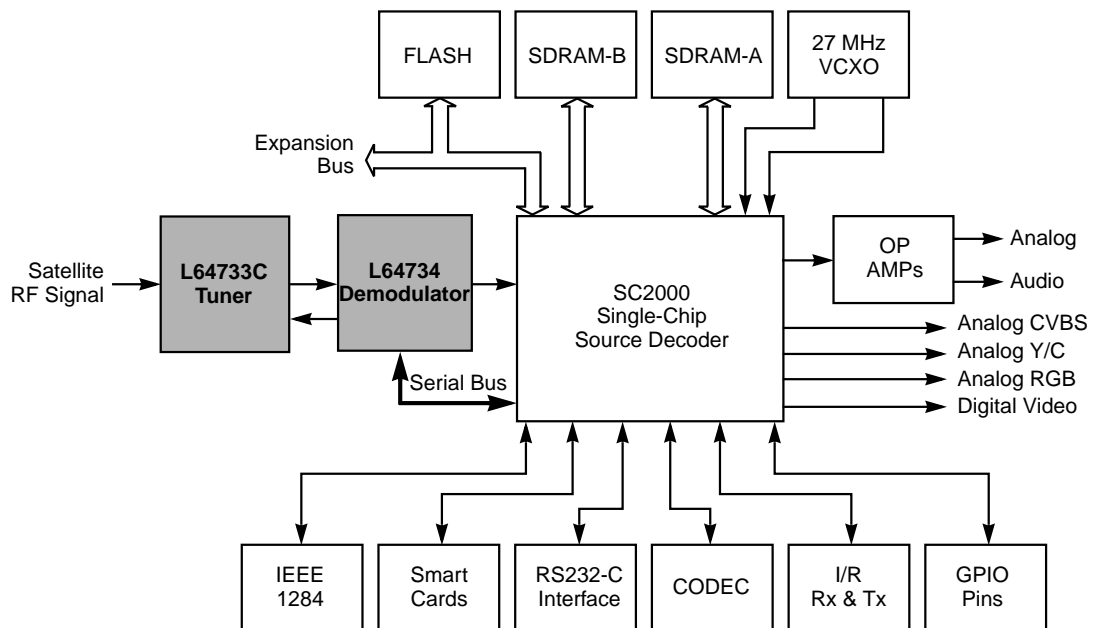 FLASH
SDRAM-B
SDRAM-A
27 MHz
VCXO
Expansion
Bus
Satellite
RF Signal
L64733C
Tuner
L64734
Demodulator
Serial Bus
SC2000
Single-Chip
Source Decoder
OP
AMPs
Analog
Audio
Analog CVBS
Analog Y/C
Analog RGB
Digital Video
IEEE
1284
Smart
Cards
RS232-C
Interface
CODEC
I/R
Rx & Tx
GPIO
Pins